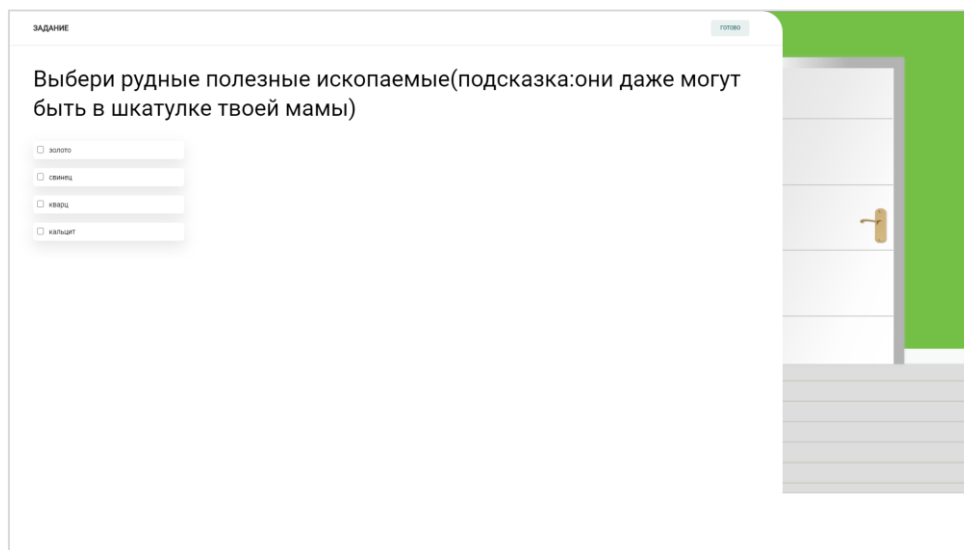 ЗАДАНИЕ
ГОТОВО
Выбери рудные полезные ископаемые(подсказка:они даже могут
быть в шкатулке твоей мамы)
золото
свинец
кварц
кальцит